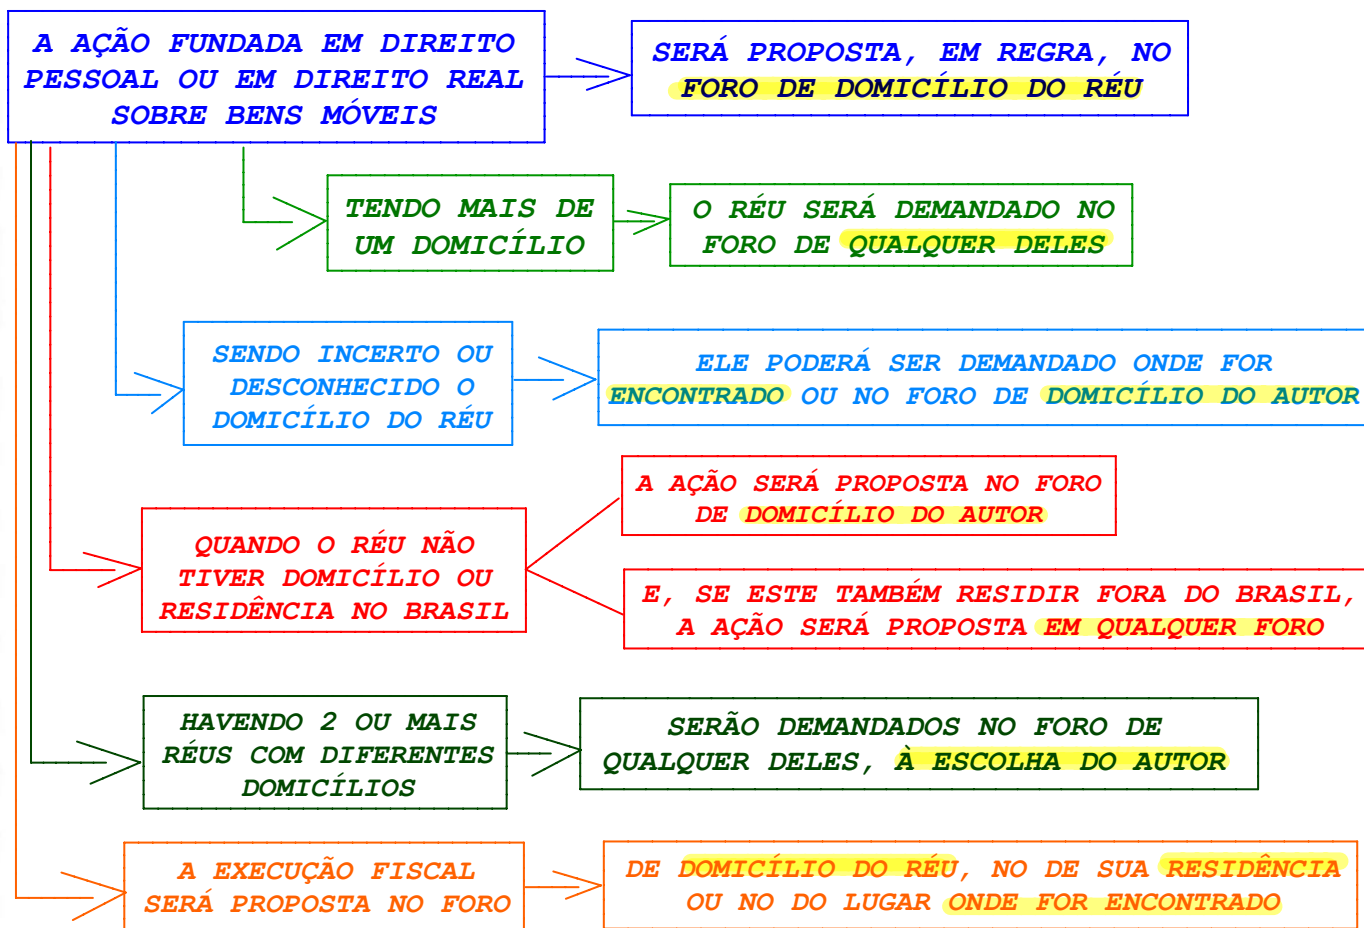 A AÇÃO FUNDADA EM DIREITO
PESSOAL OU EM DIREITO REAL
SOBRE BENS MÓVEIS
SERÁ PROPOSTA, EM REGRA, NO
FORO DE DOMICÍLIO DO RÉU
TENDO MAIS DE
UM DOMICÍLIO
O RÉU SERÁ DEMANDADO NO
FORO DE QUALQUER DELES
SENDO INCERTO OU
DESCONHECIDO O
DOMICÍLIO DO RÉU
ELE PODERÁ SER DEMANDADO ONDE FOR
ENCONTRADO OU NO FORO DE DOMICÍLIO DO AUTOR
QUANDO O RÉU NÃO
TIVER DOMICÍLIO OU
RESIDÊNCIA NO BRASIL
A AÇÃO SERÁ PROPOSTA NO FORO
DE DOMICÍLIO DO AUTOR
E, SE ESTE TAMBÉM RESIDIR FORA DO BRASIL,
A AÇÃO SERÁ PROPOSTA EM QUALQUER FORO
HAVENDO 2 OU MAIS
RÉUS COM DIFERENTES
DOMICÍLIOS
SERÃO DEMANDADOS NO FORO DE
QUALQUER DELES, À ESCOLHA DO AUTOR
A EXECUÇÃO FISCAL
SERÁ PROPOSTA NO FORO
DE DOMICÍLIO DO RÉU, NO DE SUA RESIDÊNCIA
OU NO DO LUGAR ONDE FOR ENCONTRADO